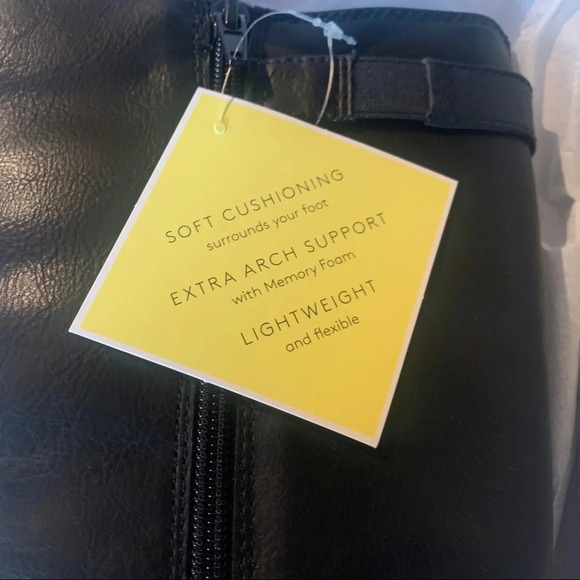 SOFT CUSHIONING
surrounds your foot
EXTRA ARCH SUPPORT
with Memory Foam
LIGHTWEIGHT
and flexible